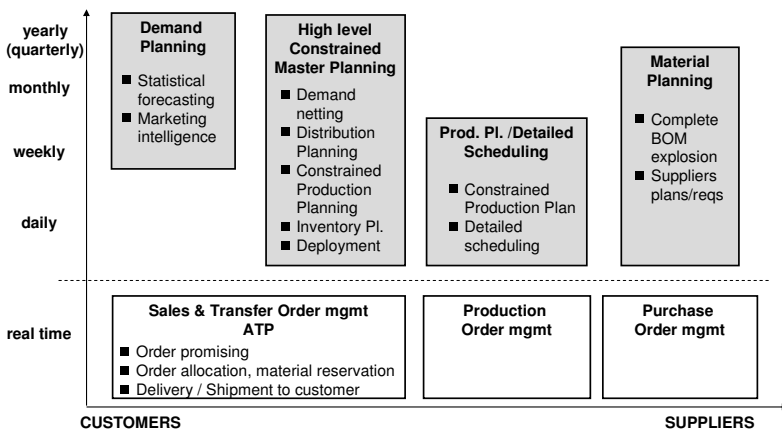 yearly
(quarterly)
monthly
weekly
daily
real time
Demand
Planning
Statistical
forecasting
Marketing
intelligence
High level
Constrained
Master Planning
Demand
netting
Distribution
Planning
Constrained
Production
Planning
Inventory Pl.
Deployment
Prod. Pl. /Detailed
Scheduling
Constrained
Production Plan
Detailed
scheduling
Material
Planning
Complete
BOM
explosion
Suppliers
plans/reqs
Sales & Transfer Order mgmt
ATP
Order promising
Order allocation, material reservation
Delivery / Shipment to customer
Production
Order mgmt
Purchase
Order mgmt
CUSTOMERS
SUPPLIERS